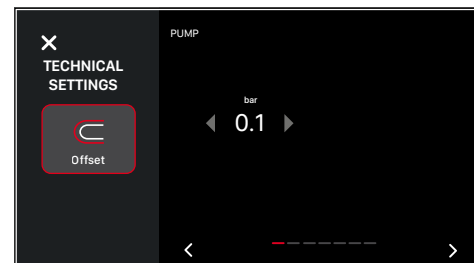 TECHNICAL
SETTINGS
Offset
PUMP
bar
0.1